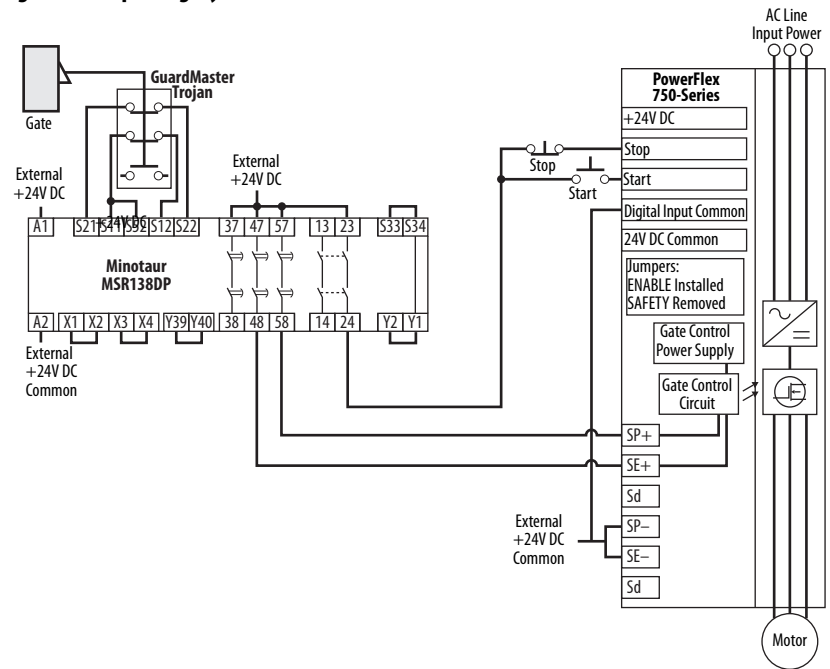 AC Line
Input Power
GuardMaster
Trojan
Gate
External
+24V DC
External
+24V DC
A1
S21
S12
S22
37
47
57
13
23
S33
S34
+24V DC
Minotaur
MSR138DP
A2
X1
X2
X3
X4
Y39
Y40
38
48
58
14
24
Y2
Y1
External
+24V DC
Common
Stop
Start
PowerFlex
750-Series
+24V DC
Stop
Start
Digital Input Common
24V DC Common
Jumpers:
ENABLE Installed
SAFETY Removed
Gate Control
Power Supply
Gate Control
Circuit
SP+
SE+
Sd
SP–
SE–
Sd
External
+24V DC
Common
Motor